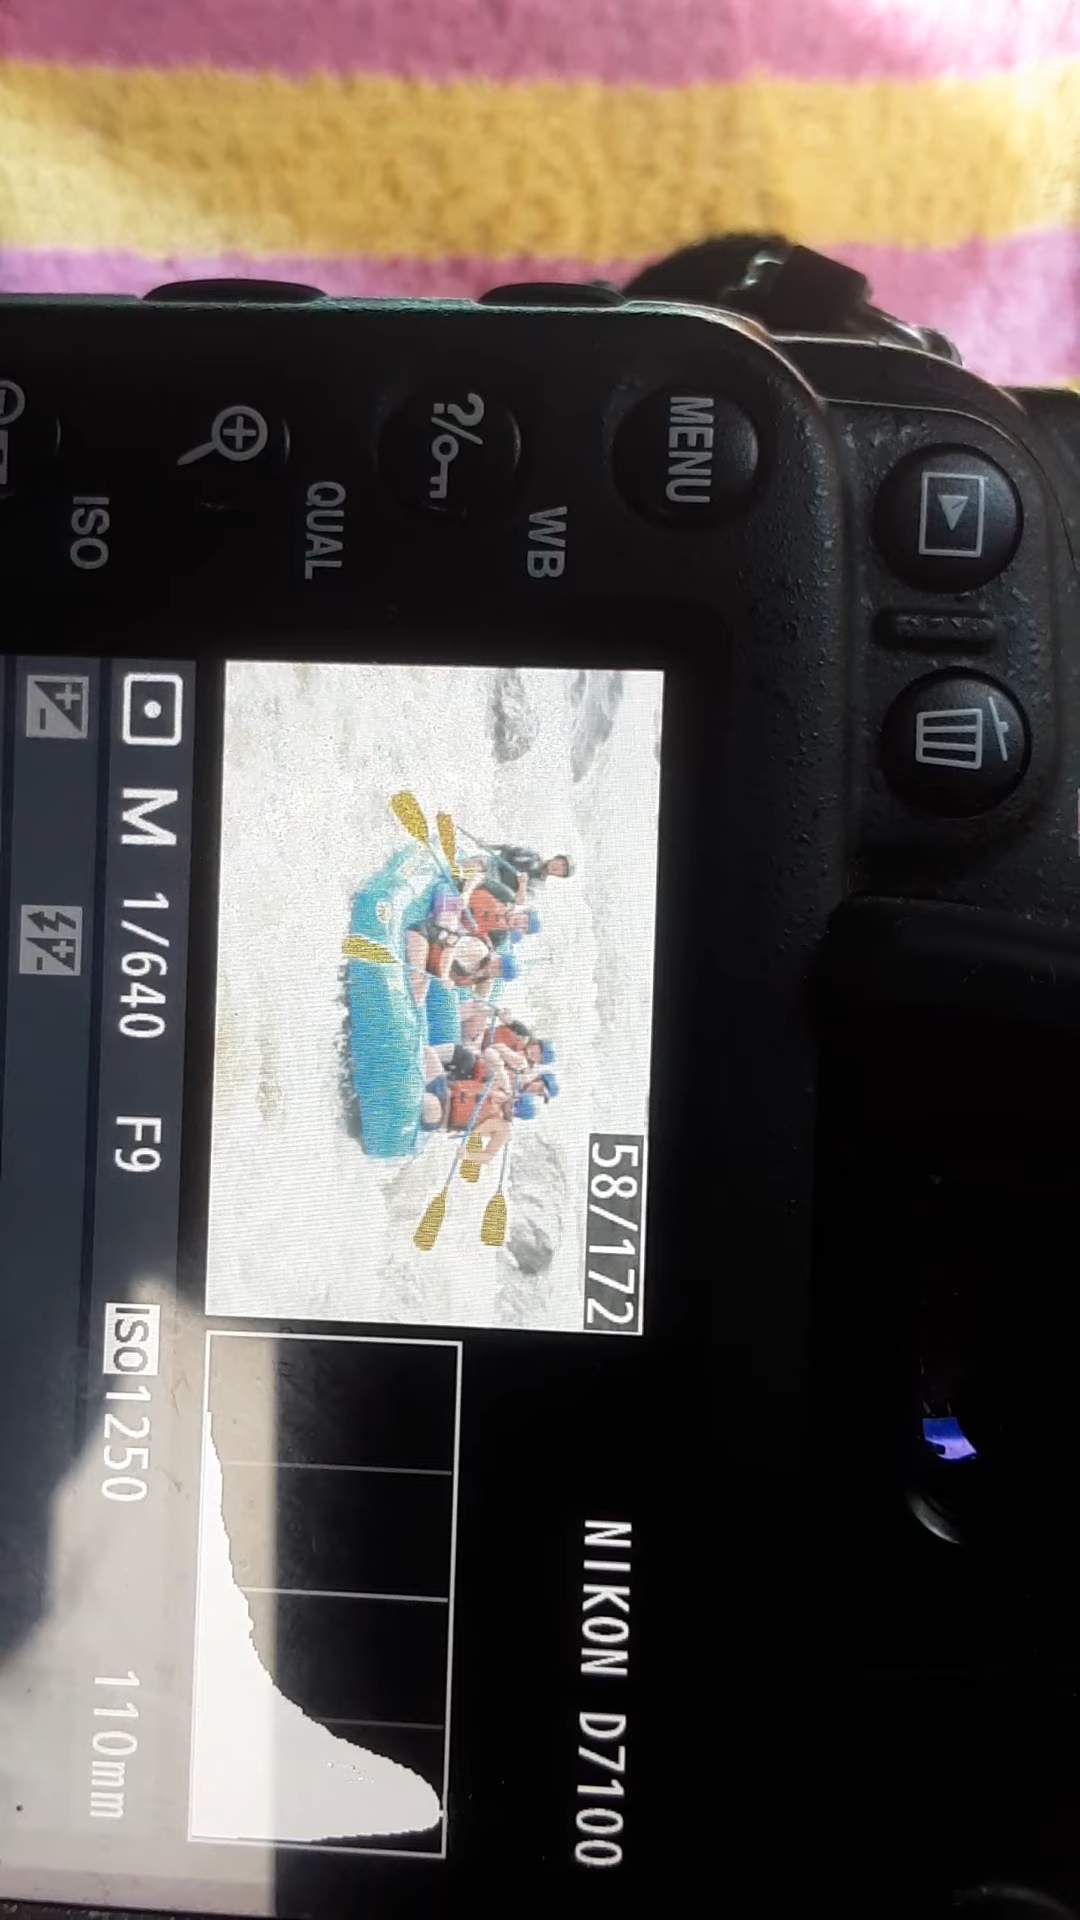 MENU
WB
?
QUAL
ISO
58/172
NIKON D7100
M 1/640 F9 ISO 1250 110mm